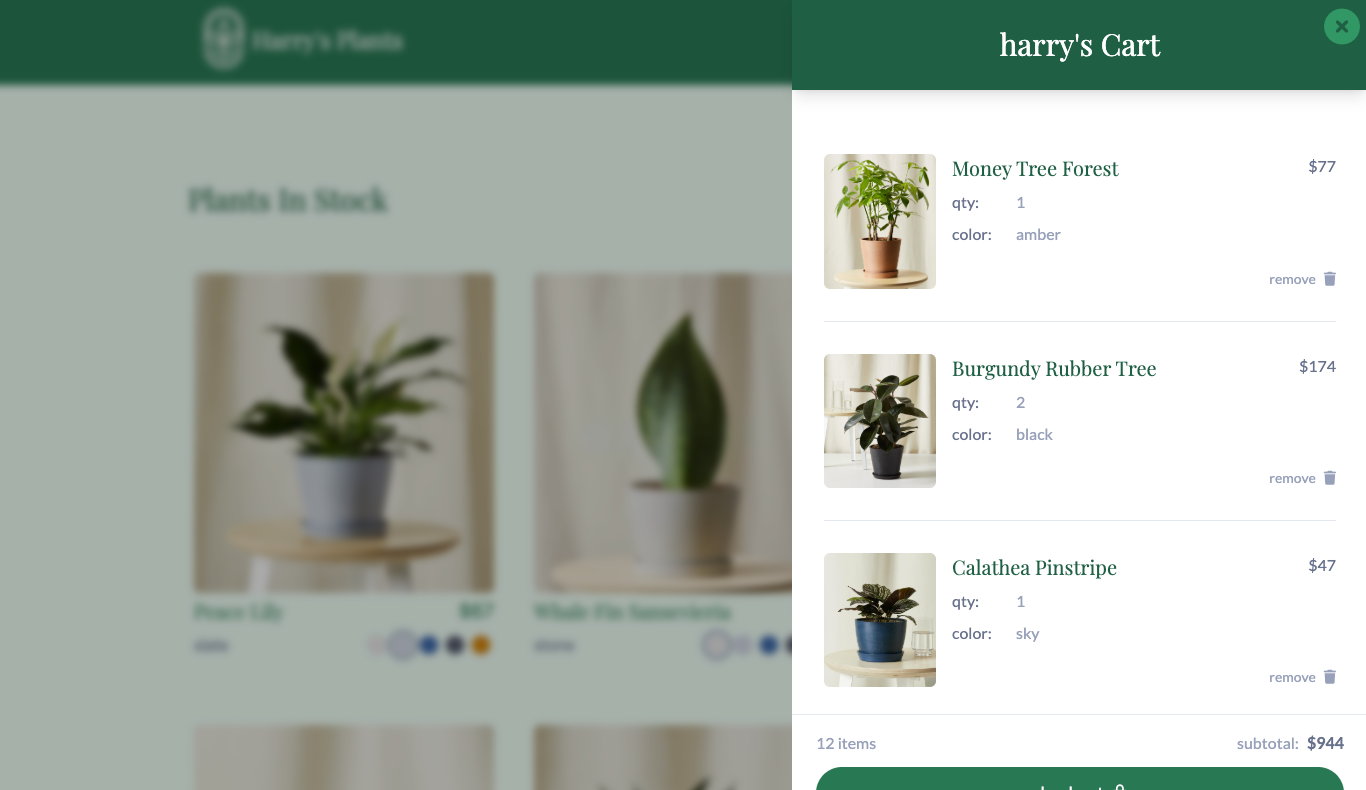 Harry's Plants
harry's Cart
Plants In Stock
Peace Lily $67
Whale Fin Sansevieria
Money Tree Forest $77
qty: 1
color: amber
remove
Burgundy Rubber Tree $174
qty: 2
color: black
remove
Calathea Pinstripe $47
qty: 1
color: sky
remove
12 items subtotal: $944